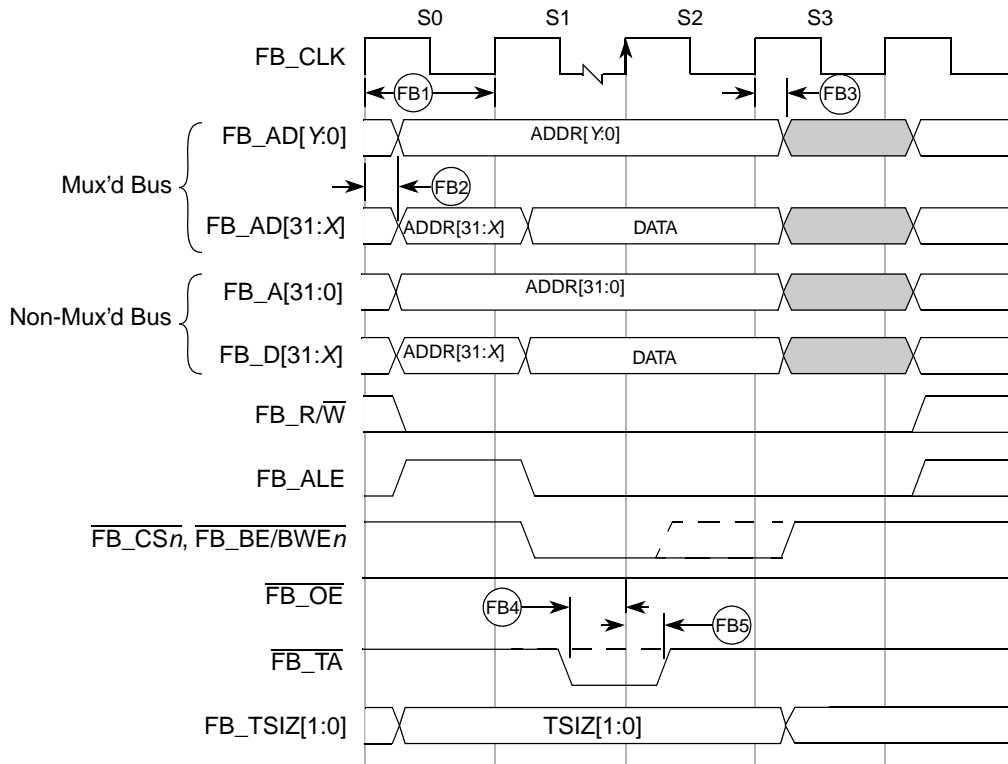 S0 S1 S2 S3
FB_CLK
FB1 FB3
FB_AD[Y:0] ADDR[Y:0]
Mux'd Bus
FB2
FB_AD[31:X] ADDR[31:X] DATA
FB_A[31:0] ADDR[31:0]
Non-Mux'd Bus
FB_D[31:X] ADDR[31:X] DATA
FB_R/W
FB_ALE
FB_CSn, FB_BE/BWEn
FB_OE
FB4 FB5
FB_TA
FB_TSIZ[1:0] TSIZ[1:0]